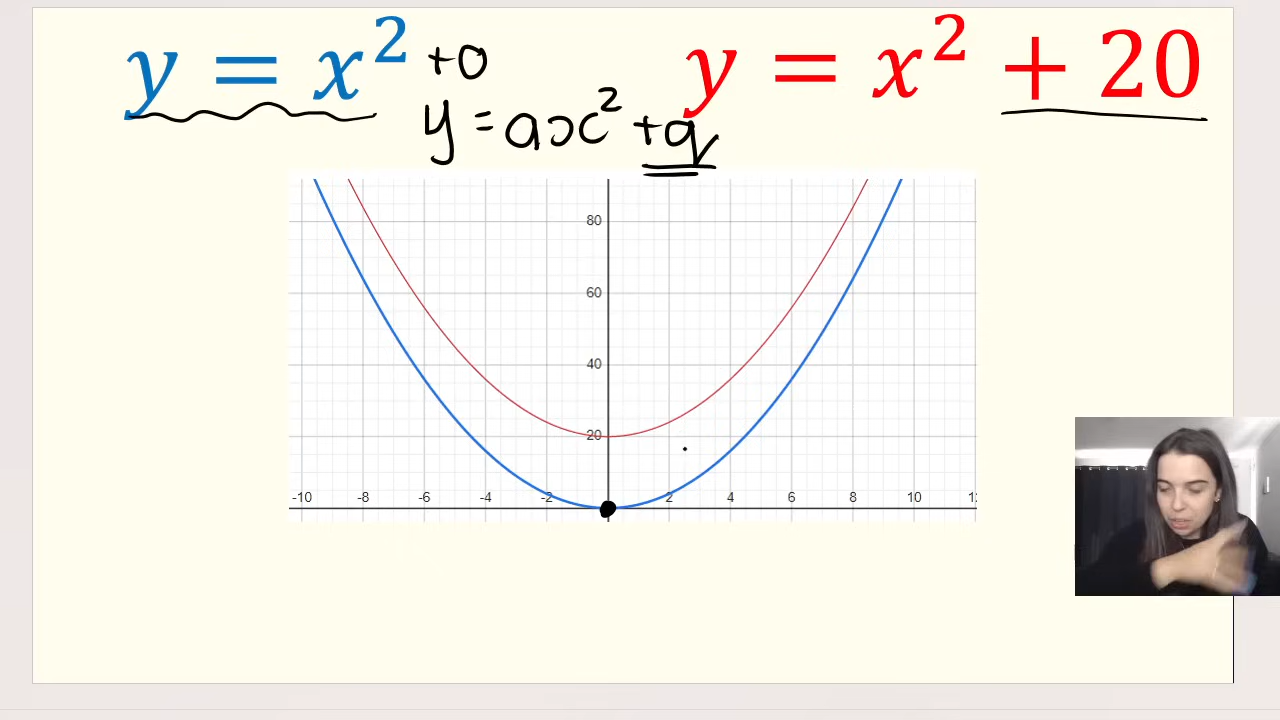 y = x² +0
y = x² + 20
y = ax² +q
80
60
40
20
-10 -8 -6 -4 -2 2 4 6 8 10 12